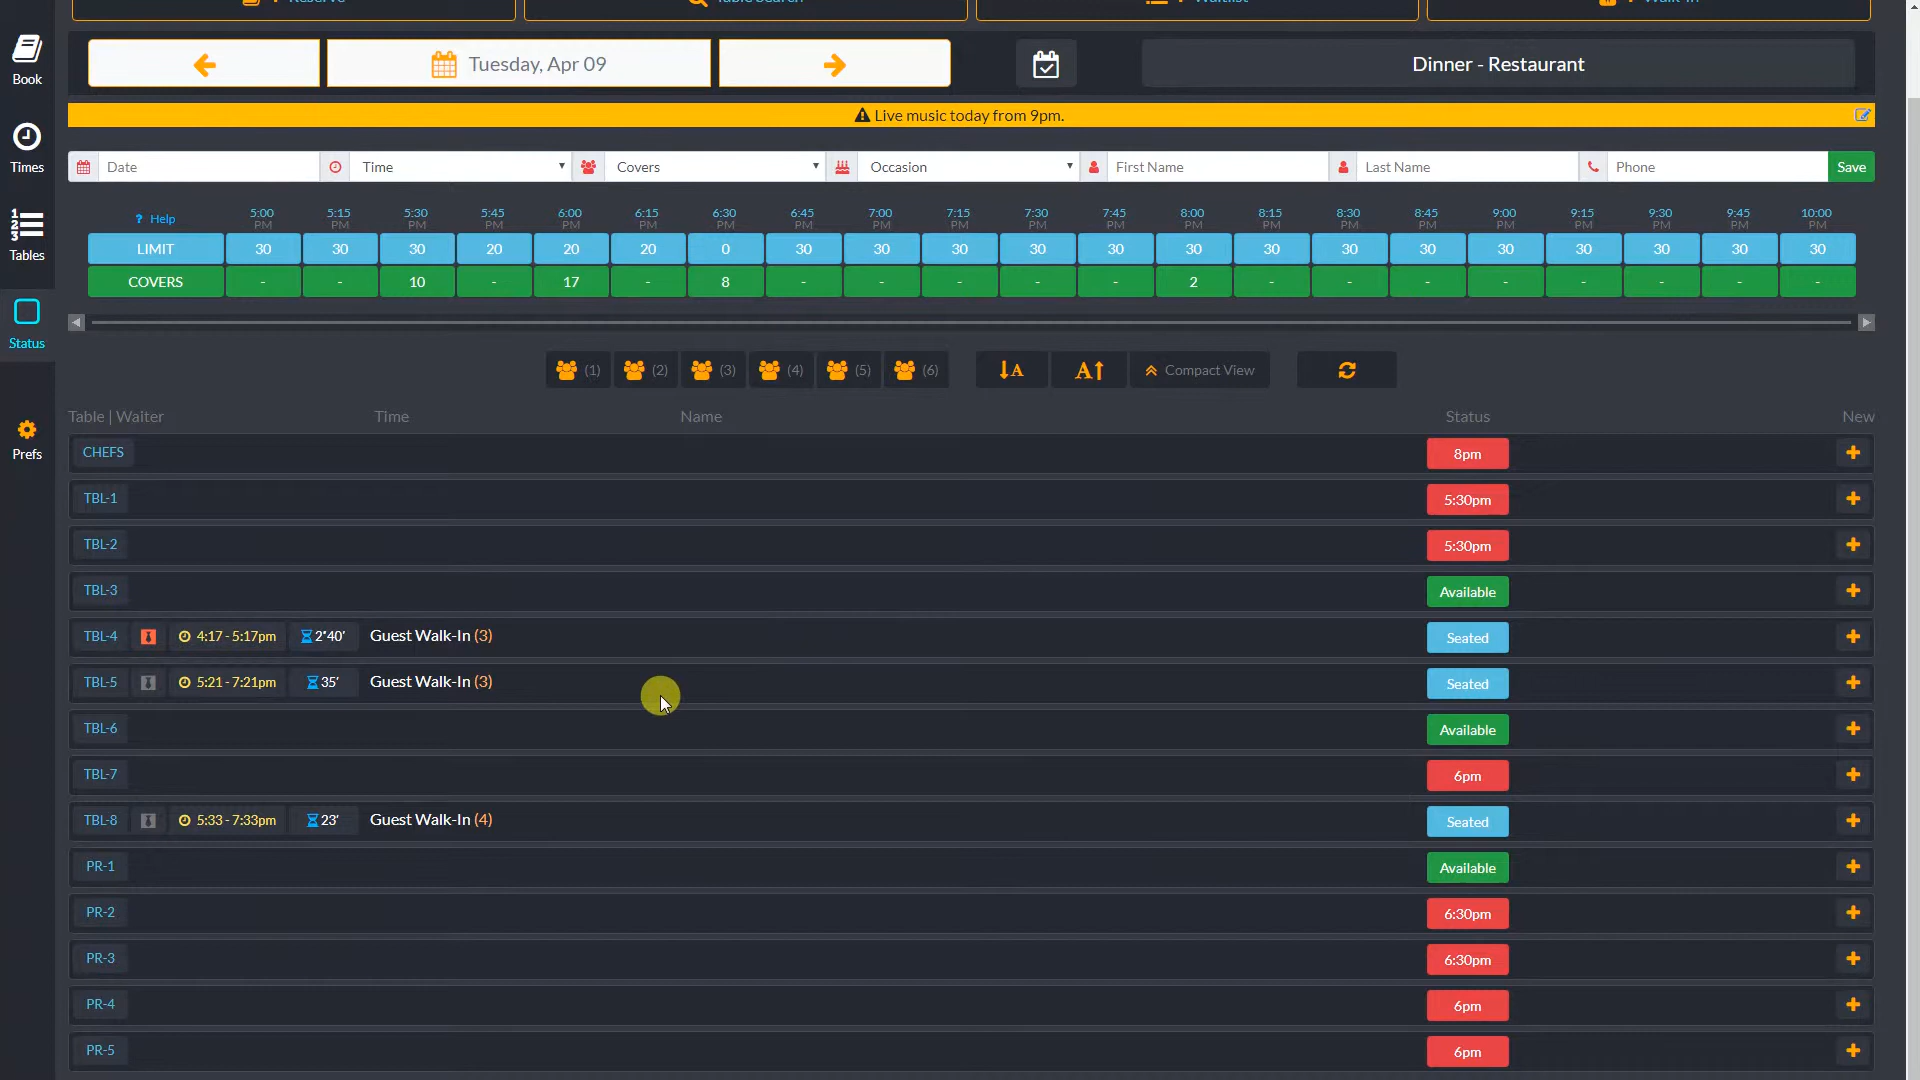 + Reserve Table Search + Waitlist + Walk-In
Book
Tuesday, Apr 09 Dinner - Restaurant
Live music today from 9pm.
Times
Date Time Covers Occasion First Name Last Name Phone Save
Tables
? Help 5:00 PM 5:15 PM 5:30 PM 5:45 PM 6:00 PM 6:15 PM 6:30 PM 6:45 PM 7:00 PM 7:15 PM 7:30 PM 7:45 PM 8:00 PM 8:15 PM 8:30 PM 8:45 PM 9:00 PM 9:15 PM 9:30 PM 9:45 PM 10:00 PM
LIMIT 30 30 30 20 20 20 0 30 30 30 30 30 30 30 30 30 30 30 30 30 30
COVERS - - 10 - 17 - 8 - - - - - 2 - - - - - - - -
Status
(1) (2) (3) (4) (5) (6) A A Compact View
Prefs
Table | Waiter Time Name Status New
CHEFS 8pm
TBL-1 5:30pm
TBL-2 5:30pm
TBL-3 Available
TBL-4 4:17 - 5:17pm 2°40' Guest Walk-In (3) Seated
TBL-5 5:21 - 7:21pm 35' Guest Walk-In (3) Seated
TBL-6 Available
TBL-7 6pm
TBL-8 5:33 - 7:33pm 23' Guest Walk-In (4) Seated
PR-1 Available
PR-2 6:30pm
PR-3 6:30pm
PR-4 6pm
PR-5 6pm